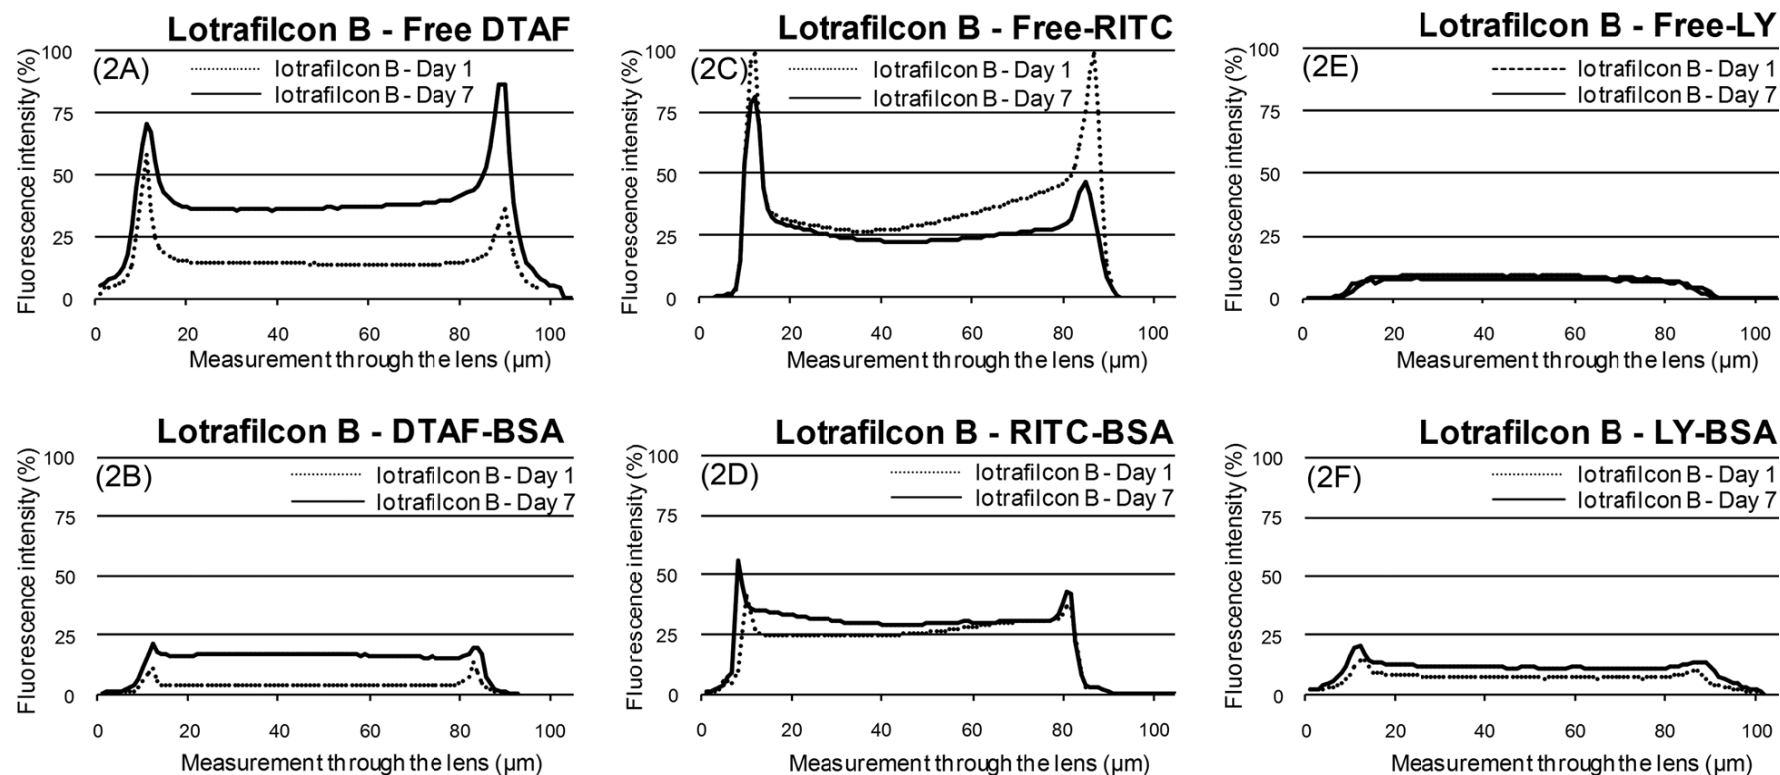 Lotrafilcon B - Free DTAF
(2A)
lotrafilcon B - Day 1
lotrafilcon B - Day 7
Fluorescence intensity (%)
100
75
50
25
0
0 20 40 60 80 100
Measurement through the lens (µm)
Lotrafilcon B - Free-RITC
(2C)
lotrafilcon B - Day 1
lotrafilcon B - Day 7
Fluorescence intensity (%)
100
75
50
25
0
0 20 40 60 80 100
Measurement through the lens (µm)
Lotrafilcon B - Free-LY
(2E)
lotrafilcon B - Day 1
lotrafilcon B - Day 7
Fluorescence intensity (%)
100
75
50
25
0
0 20 40 60 80 100
Measurement through the lens (µm)
Lotrafilcon B - DTAF-BSA
(2B)
lotrafilcon B - Day 1
lotrafilcon B - Day 7
Fluorescence intensity (%)
100
75
50
25
0
0 20 40 60 80 100
Measurement through the lens (µm)
Lotrafilcon B - RITC-BSA
(2D)
lotrafilcon B - Day 1
lotrafilcon B - Day 7
Fluorescence intensity (%)
100
75
50
25
0
0 20 40 60 80 100
Measurement through the lens (µm)
Lotrafilcon B - LY-BSA
(2F)
lotrafilcon B - Day 1
lotrafilcon B - Day 7
Fluorescence intensity (%)
100
75
50
25
0
0 20 40 60 80 100
Measurement through the lens (µm)